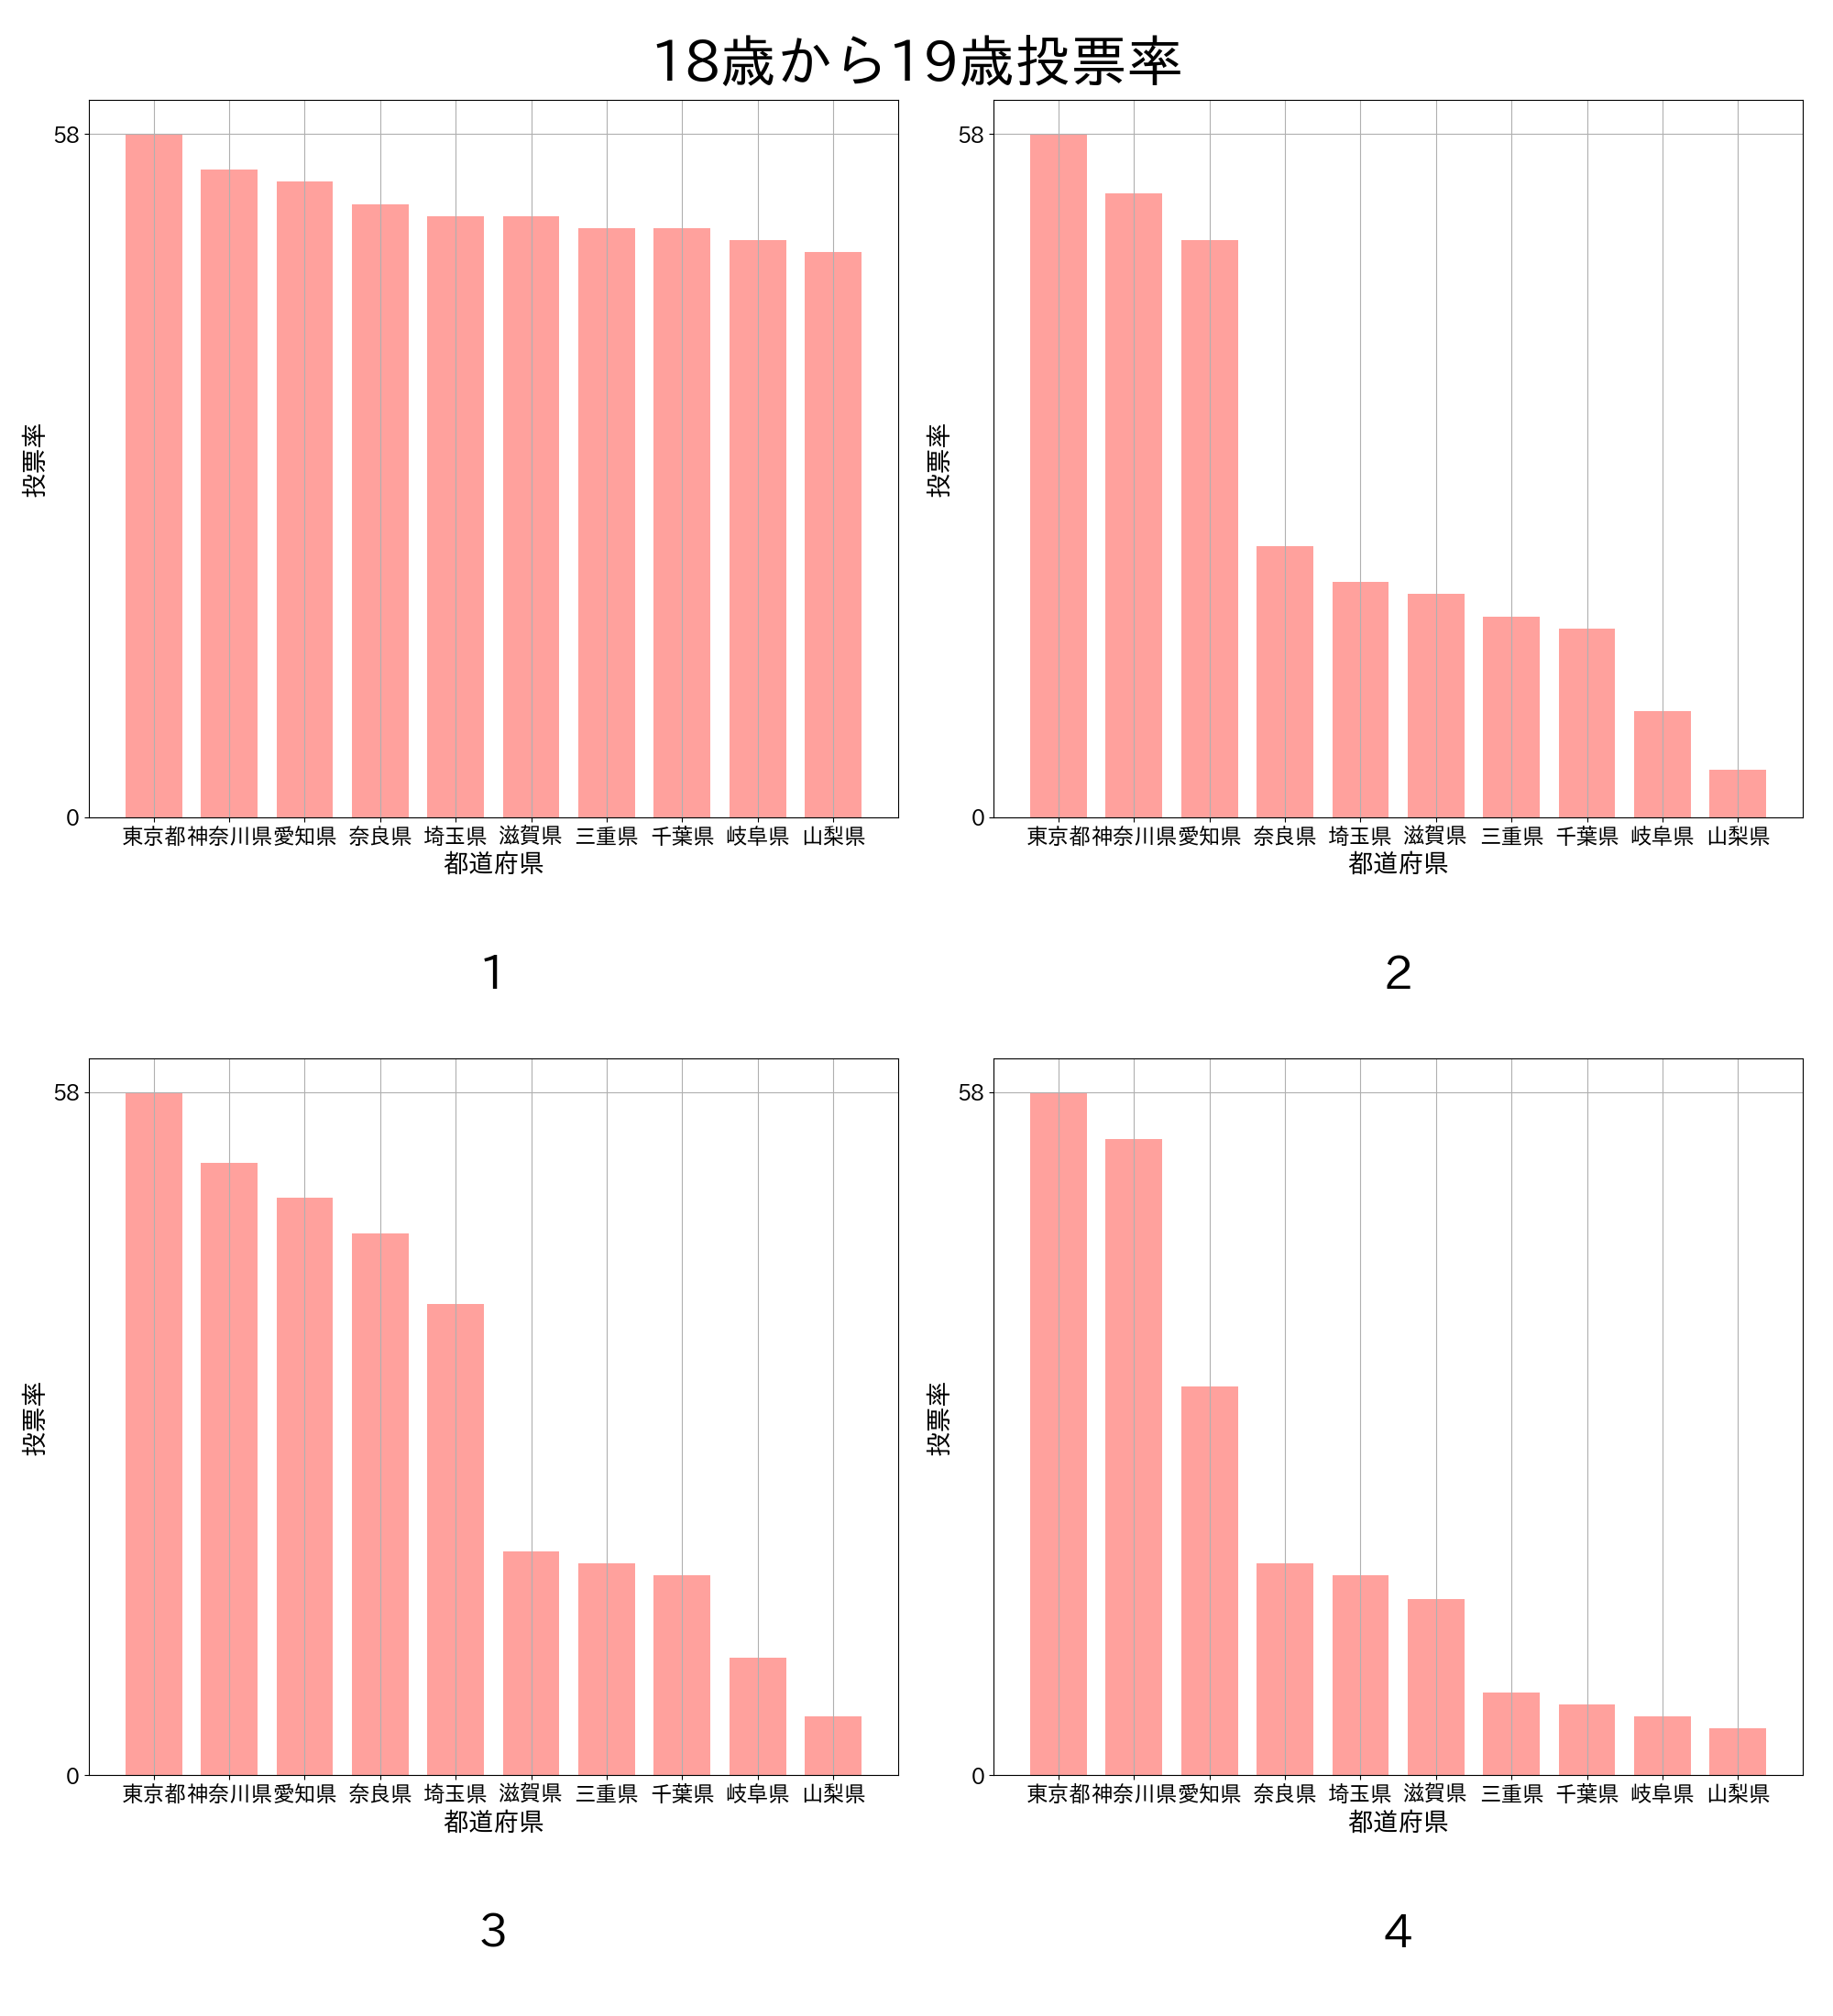 18歳から19歳投票率
58
0
投票率
東京都 神奈川県 愛知県 奈良県 埼玉県 滋賀県 三重県 千葉県 岐阜県 山梨県
都道府県
1
58
0
投票率
東京都 神奈川県 愛知県 奈良県 埼玉県 滋賀県 三重県 千葉県 岐阜県 山梨県
都道府県
2
58
0
投票率
東京都 神奈川県 愛知県 奈良県 埼玉県 滋賀県 三重県 千葉県 岐阜県 山梨県
都道府県
3
58
0
投票率
東京都 神奈川県 愛知県 奈良県 埼玉県 滋賀県 三重県 千葉県 岐阜県 山梨県
都道府県
4